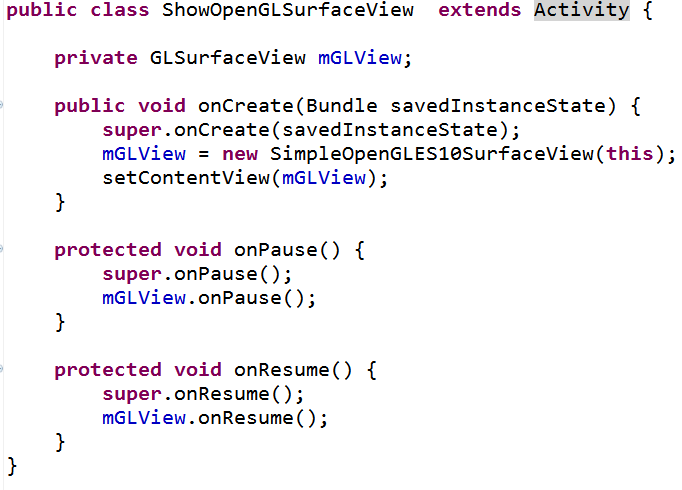 public class ShowOpenGLSurfaceView  extends Activity {
    private GLSurfaceView mGLView;
    public void onCreate(Bundle savedInstanceState) {
        super.onCreate(savedInstanceState);
        mGLView = new SimpleOpenGLES10SurfaceView(this);
        setContentView(mGLView);
    }
    protected void onPause() {
        super.onPause();
        mGLView.onPause();
    }
    protected void onResume() {
        super.onResume();
        mGLView.onResume();
    }
}